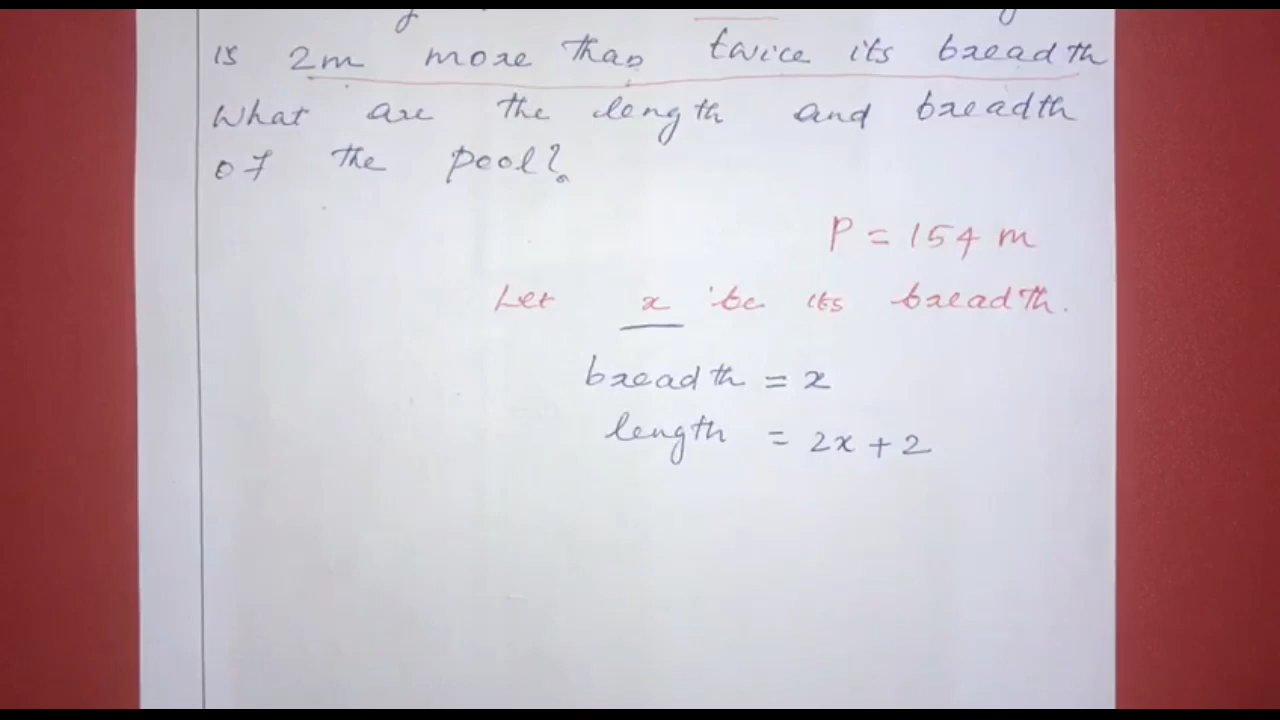 is 2m more than twice its breadth
What are the length and breadth
of the pool?
P = 154 m
Let x be its breadth.
breadth = x
length = 2x + 2